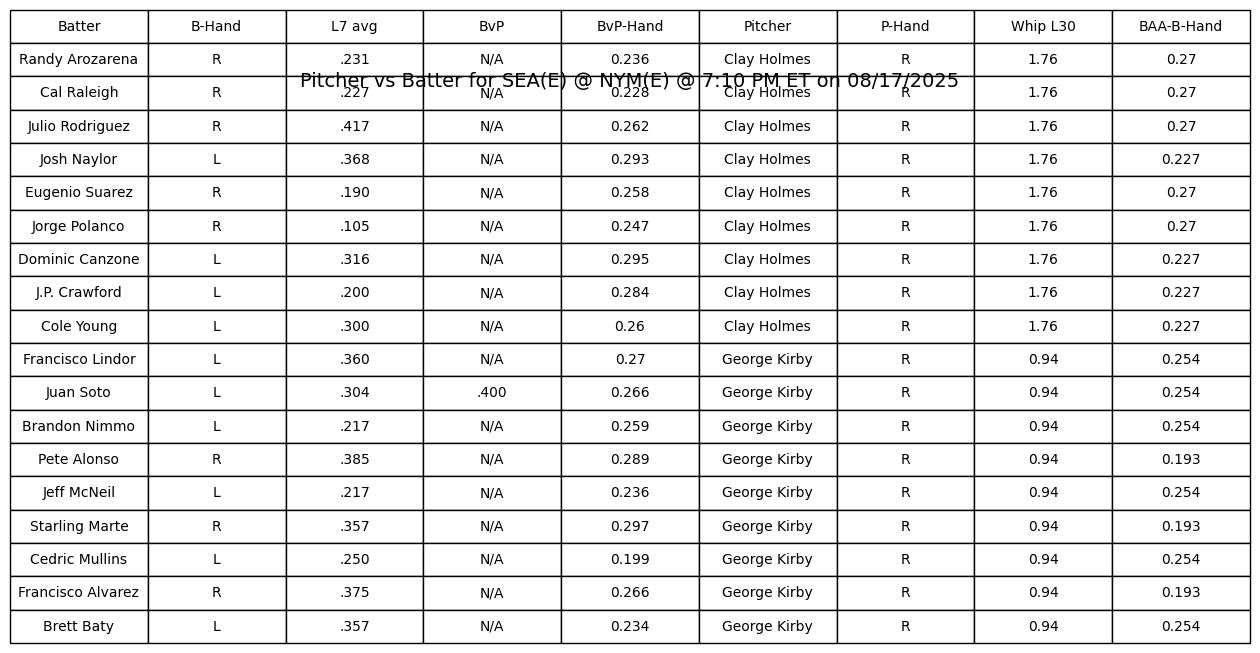 Batter B-Hand L7 avg BvP BvP-Hand Pitcher P-Hand Whip L30 BAA-B-Hand
Randy Arozarena R .231 N/A 0.236 Clay Holmes R 1.76 0.27
Pitcher vs Batter for SEA(E) @ NYM(E) @ 7:10 PM ET on 08/17/2025
Cal Raleigh R .227 N/A 0.228 Clay Holmes R 1.76 0.27
Julio Rodriguez R .417 N/A 0.262 Clay Holmes R 1.76 0.27
Josh Naylor L .368 N/A 0.293 Clay Holmes R 1.76 0.227
Eugenio Suarez R .190 N/A 0.258 Clay Holmes R 1.76 0.27
Jorge Polanco R .105 N/A 0.247 Clay Holmes R 1.76 0.27
Dominic Canzone L .316 N/A 0.295 Clay Holmes R 1.76 0.227
J.P. Crawford L .200 N/A 0.284 Clay Holmes R 1.76 0.227
Cole Young L .300 N/A 0.26 Clay Holmes R 1.76 0.227
Francisco Lindor L .360 N/A 0.27 George Kirby R 0.94 0.254
Juan Soto L .304 .400 0.266 George Kirby R 0.94 0.254
Brandon Nimmo L .217 N/A 0.259 George Kirby R 0.94 0.254
Pete Alonso R .385 N/A 0.289 George Kirby R 0.94 0.193
Jeff McNeil L .217 N/A 0.236 George Kirby R 0.94 0.254
Starling Marte R .357 N/A 0.297 George Kirby R 0.94 0.193
Cedric Mullins L .250 N/A 0.199 George Kirby R 0.94 0.254
Francisco Alvarez R .375 N/A 0.266 George Kirby R 0.94 0.193
Brett Baty L .357 N/A 0.234 George Kirby R 0.94 0.254